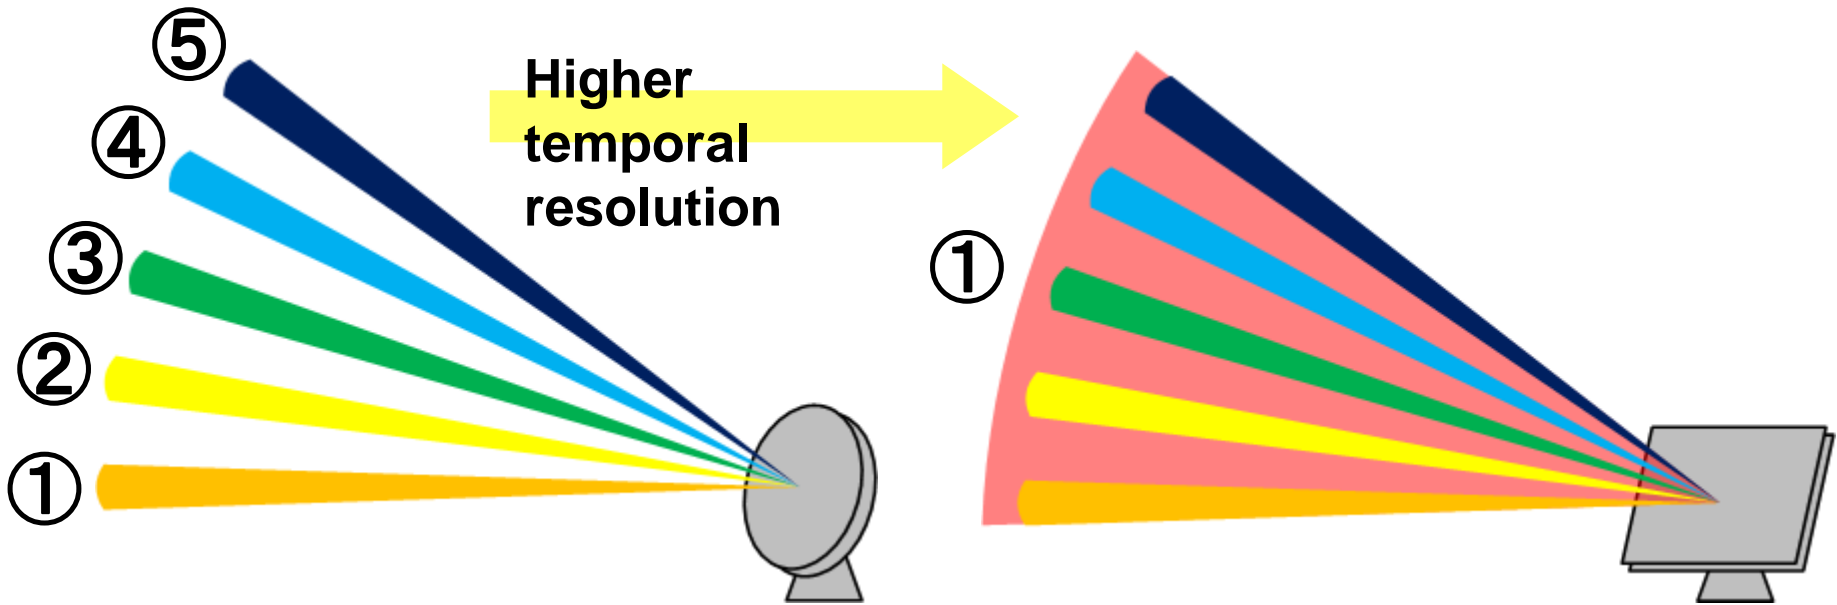 ⑤
Higher
temporal
resolution
④
③
①
②
①